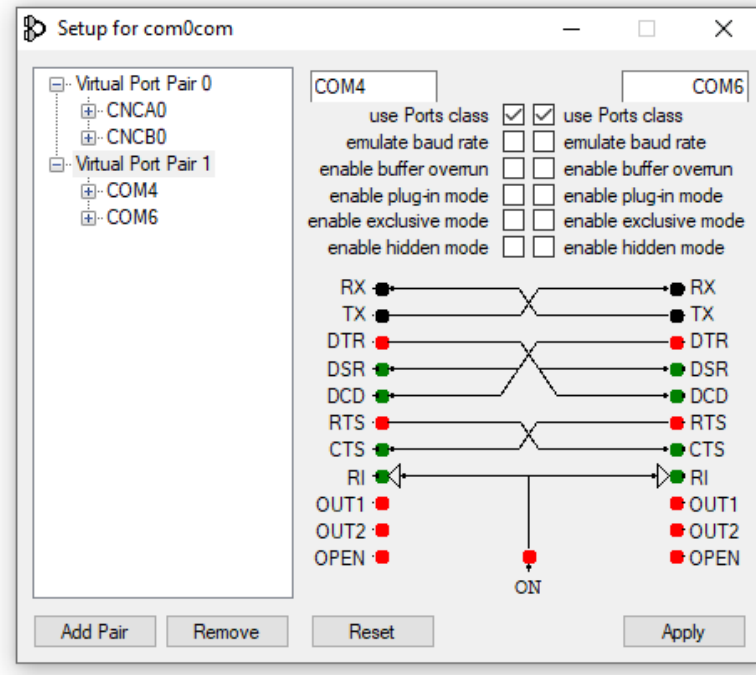 Setup for com0com
Virtual Port Pair 0
CNCA0
CNCB0
Virtual Port Pair 1
COM4
COM6
COM4 COM6
use Ports class use Ports class
emulate baud rate emulate baud rate
enable buffer overrun enable buffer overrun
enable plug-in mode enable plug-in mode
enable exclusive mode enable exclusive mode
enable hidden mode enable hidden mode
RX RX
TX TX
DTR DTR
DSR DSR
DCD DCD
RTS RTS
CTS CTS
RI RI
OUT1 OUT1
OUT2 OUT2
OPEN OPEN
ON
Add Pair Remove Reset Apply